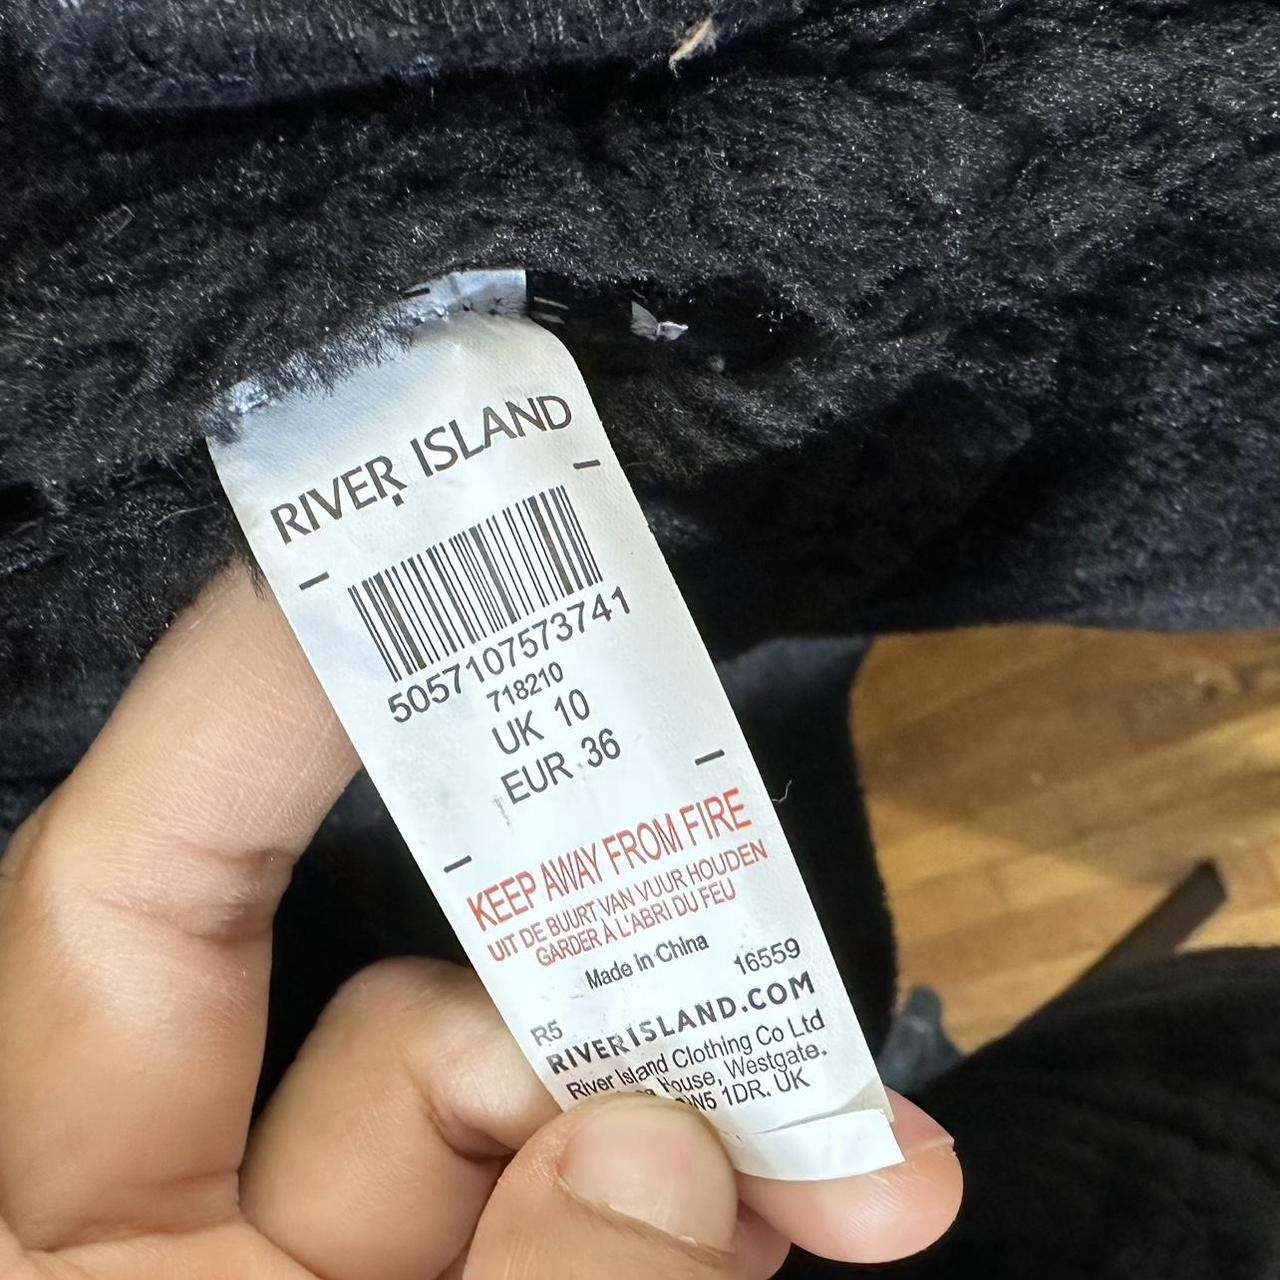 RIVER ISLAND
5057107573741
718210
UK 10
EUR 36
KEEP AWAY FROM FIRE
UIT DE BUURT VAN VUUR HOUDEN
GARDER À L'ABRI DU FEU
Made In China
16559
R5
RIVERISLAND.COM
River Island Clothing Co Ltd
House, Westgate.
1DR. UK